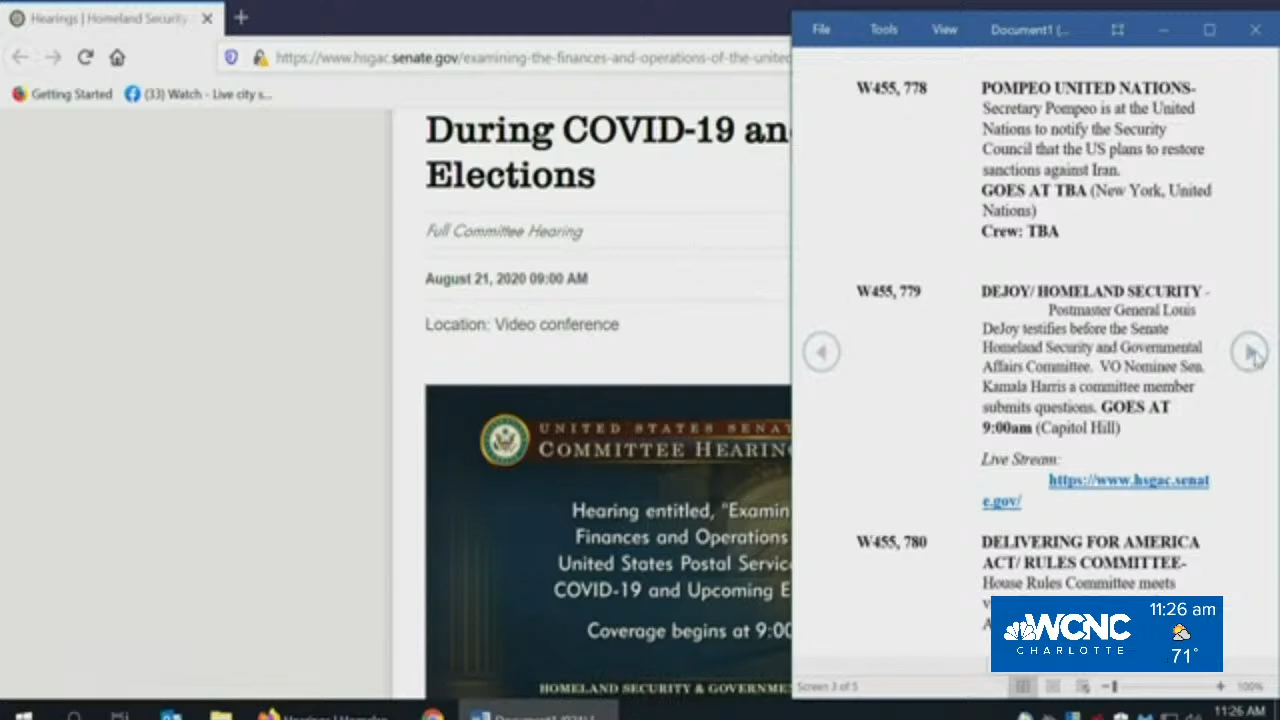 Hearings | Homeland Security
https://www.hsgac.senate.gov/examining-the-finances-and-operations-of-the-united
Getting Started
(33) Watch - Live city s...
During COVID-19 an
Elections
Full Committee Hearing
August 21, 2020 09:00 AM
Location: Video conference
UNITED STATES SENAT
COMMITTEE HEARING
Hearing entitled, "Examin
Finances and Operations
United States Postal Servic
COVID-19 and Upcoming E
Coverage begins at 9:00
HOMELAND SECURITY & GOVERNME
File
Tools
View
Document1 (...
W455, 778
POMPEO UNITED NATIONS-
Secretary Pompeo is at the United
Nations to notify the Security
Council that the US plans to restore
sanctions against Iran.
GOES AT TBA (New York, United
Nations)
Crew: TBA
W455, 779
DEJOY/ HOMELAND SECURITY -
Postmaster General Louis
DeJoy testifies before the Senate
Homeland Security and Governmental
Affairs Committee. VO Nominee Sen.
Kamala Harris a committee member
submits questions. GOES AT
9:00am (Capitol Hill)
Live Stream:
https://www.hsgac.senat
e.gov/
W455, 780
DELIVERING FOR AMERICA
ACT/ RULES COMMITTEE-
House Rules Committee meets
WCNC
CHARLOTTE
11:26 am
71°
Screen 3 of 5
100%
11:26 AM